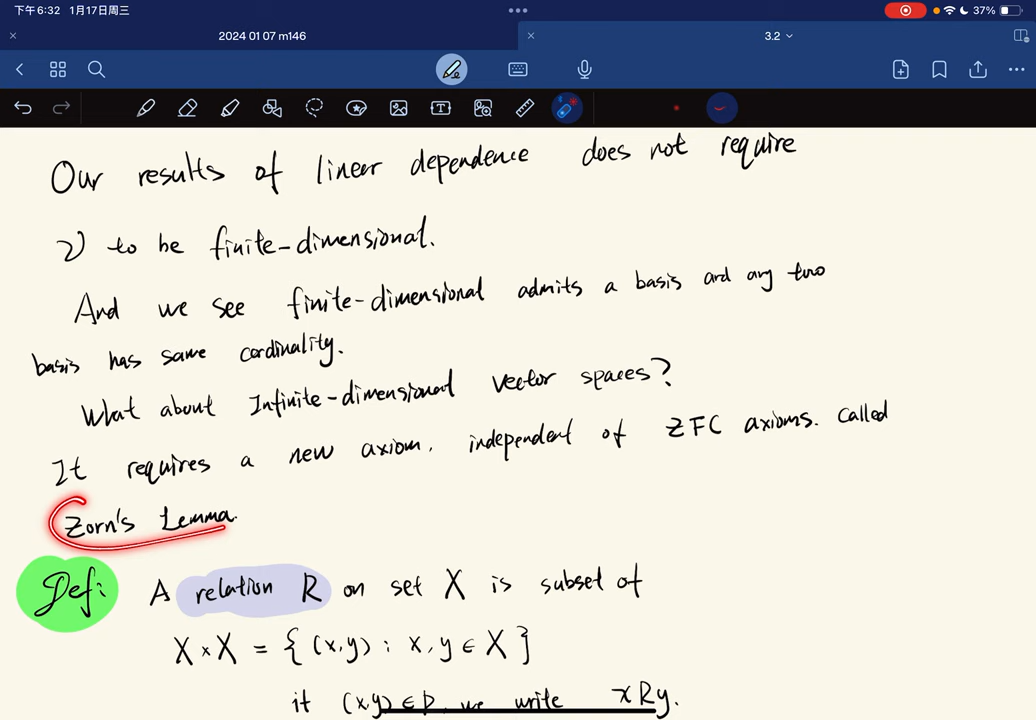 下午6:32 1月17日周三
37%
2024 01 07 m146
3.2
Our results of linear dependence does not require
V to be finite-dimensional.
And we see finite-dimensional admits a basis and any two
basis has same cardinality.
What about Infinite-dimensional vector spaces?
It requires a new axiom, independent of ZFC axioms. Called
Zorn's Lemma.
Def: A relation R on set X is subset of
X × X = { (x,y) : x, y ∈ X }
if (x,y) ∈ R, we write xRy.